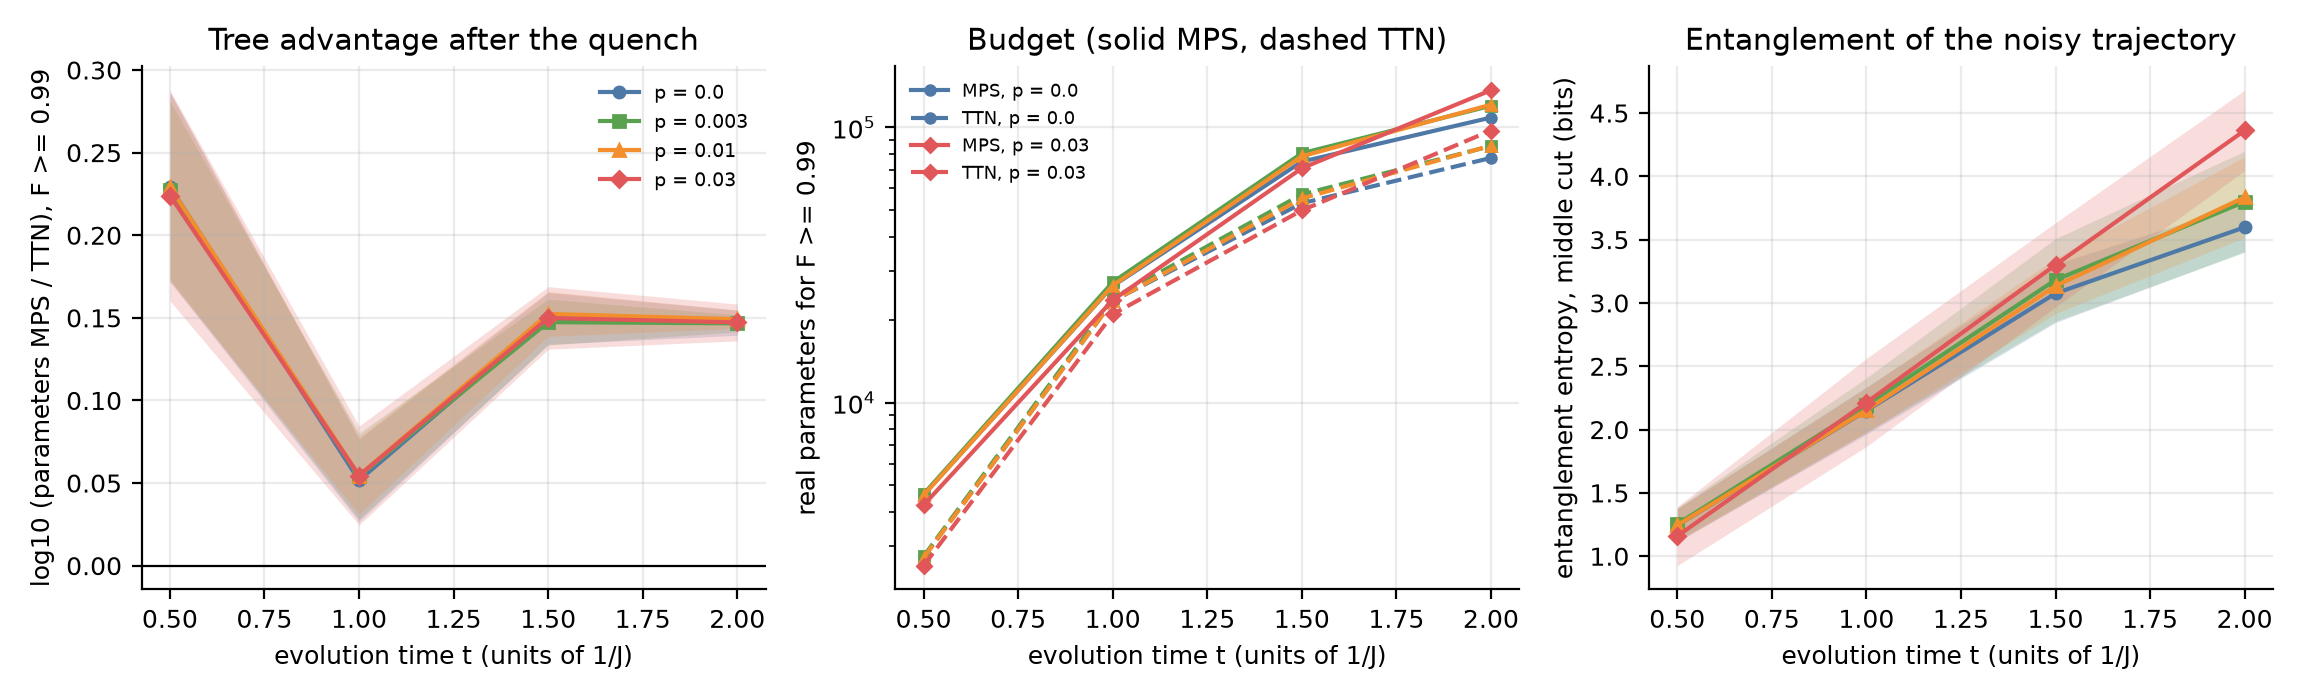 Tree advantage after the quench
log10 (parameters MPS / TTN), F >= 0.99
0.30
0.25
0.20
0.15
0.10
0.05
0.00
p = 0.0
p = 0.003
p = 0.01
p = 0.03
0.50 0.75 1.00 1.25 1.50 1.75 2.00
evolution time t (units of 1/J)
Budget (solid MPS, dashed TTN)
real parameters for F >= 0.99
10⁵
10⁴
MPS, p = 0.0
TTN, p = 0.0
MPS, p = 0.03
TTN, p = 0.03
0.50 0.75 1.00 1.25 1.50 1.75 2.00
evolution time t (units of 1/J)
Entanglement of the noisy trajectory
entanglement entropy, middle cut (bits)
4.5
4.0
3.5
3.0
2.5
2.0
1.5
1.0
0.50 0.75 1.00 1.25 1.50 1.75 2.00
evolution time t (units of 1/J)